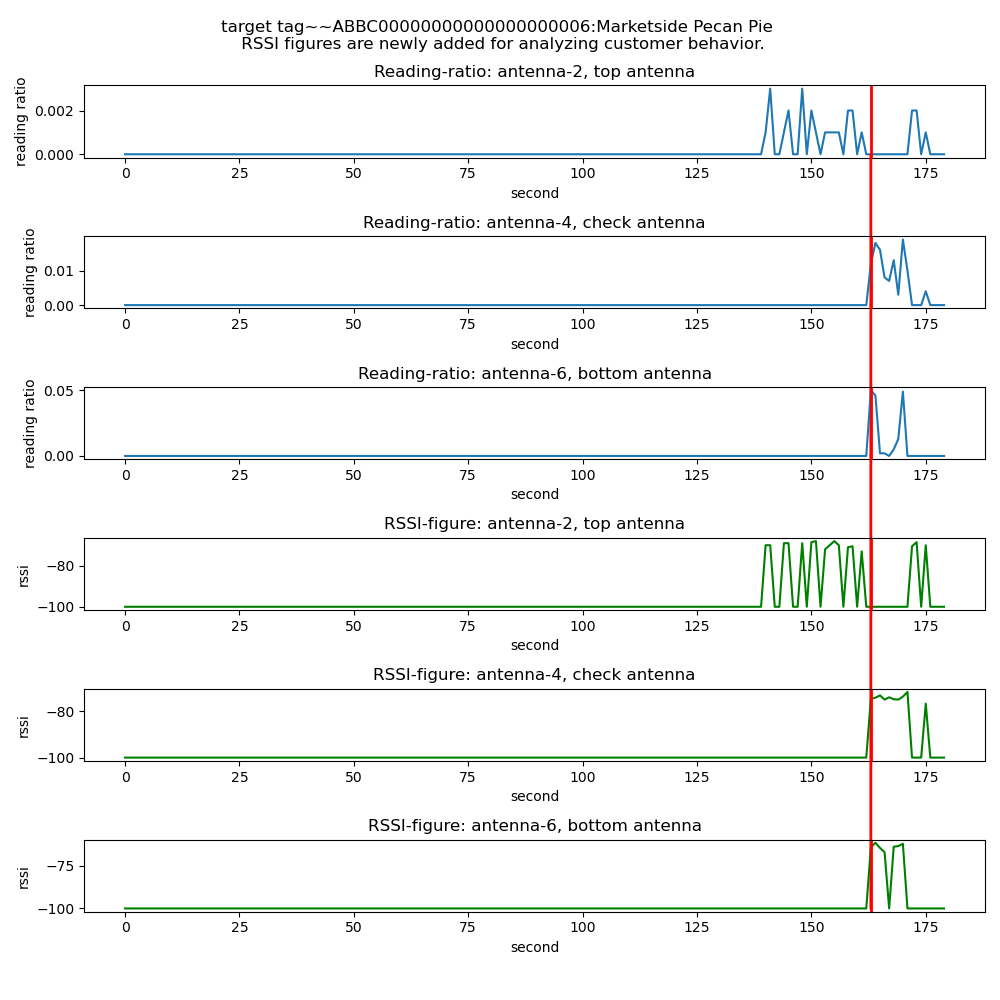 target tag~~ABBC00000000000000000006:Marketside Pecan Pie
RSSI figures are newly added for analyzing customer behavior.
Reading-ratio: antenna-2, top antenna
reading ratio
0.002
0.000
0 25 50 75 100 125 150 175
second
Reading-ratio: antenna-4, check antenna
reading ratio
0.01
0.00
0 25 50 75 100 125 150 175
second
Reading-ratio: antenna-6, bottom antenna
reading ratio
0.05
0.00
0 25 50 75 100 125 150 175
second
RSSI-figure: antenna-2, top antenna
rssi
−80
−100
0 25 50 75 100 125 150 175
second
RSSI-figure: antenna-4, check antenna
rssi
−80
−100
0 25 50 75 100 125 150 175
second
RSSI-figure: antenna-6, bottom antenna
rssi
−75
−100
0 25 50 75 100 125 150 175
second